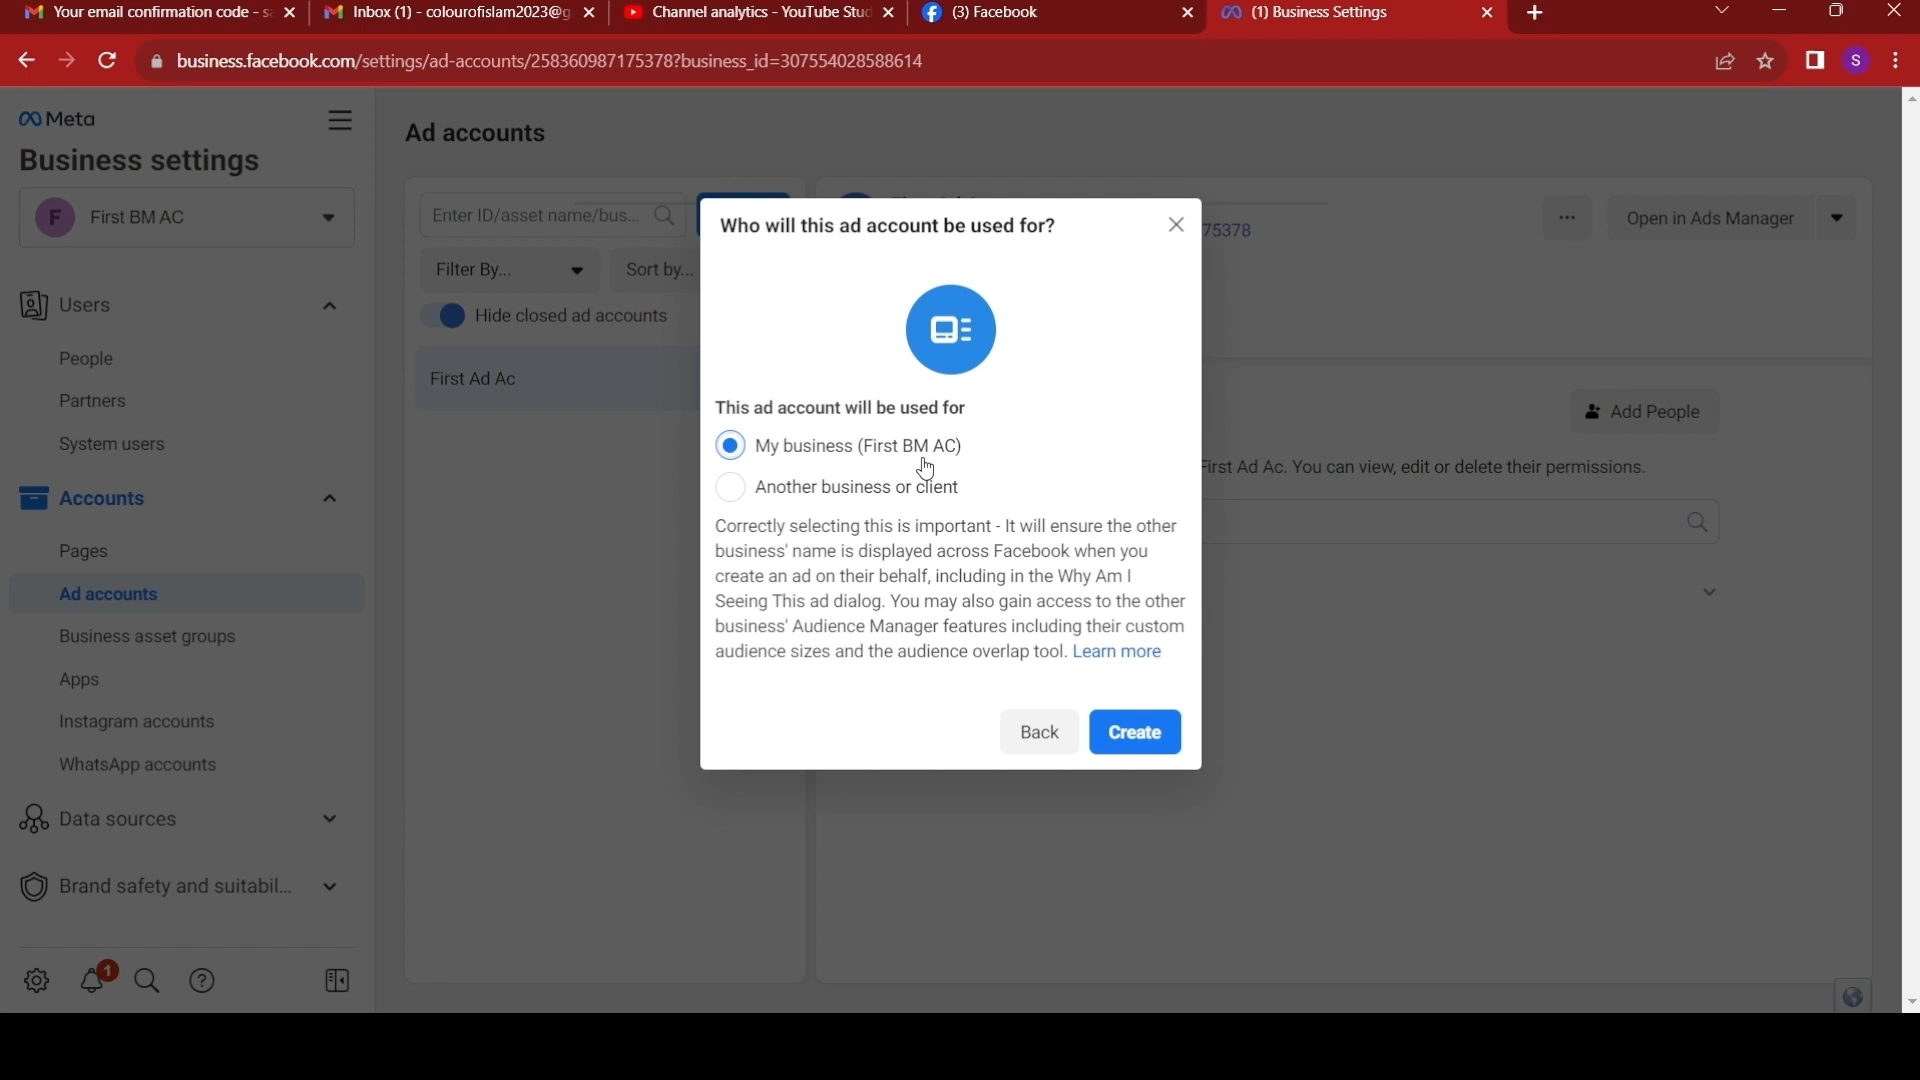 Your email confirmation code - s
Inbox (1) - colourofislam2023@g
Channel analytics - YouTube Stud
(3) Facebook
(1) Business Settings
business.facebook.com/settings/ad-accounts/258360987175378?business_id=307554028588614
S
Meta
Business settings
F
First BM AC
Users
People
Partners
System users
Accounts
Pages
Ad accounts
Business asset groups
Apps
Instagram accounts
WhatsApp accounts
Data sources
Brand safety and suitabil...
1
Ad accounts
Enter ID/asset name/bus...
Filter By...
Sort by...
Hide closed ad accounts
First Ad Ac
75378
...
Open in Ads Manager
Add People
First Ad Ac. You can view, edit or delete their permissions.
Who will this ad account be used for?
This ad account will be used for
My business (First BM AC)
Another business or client
Correctly selecting this is important - It will ensure the other
business' name is displayed across Facebook when you
create an ad on their behalf, including in the Why Am I
Seeing This ad dialog. You may also gain access to the other
business' Audience Manager features including their custom
audience sizes and the audience overlap tool. Learn more
Back
Create